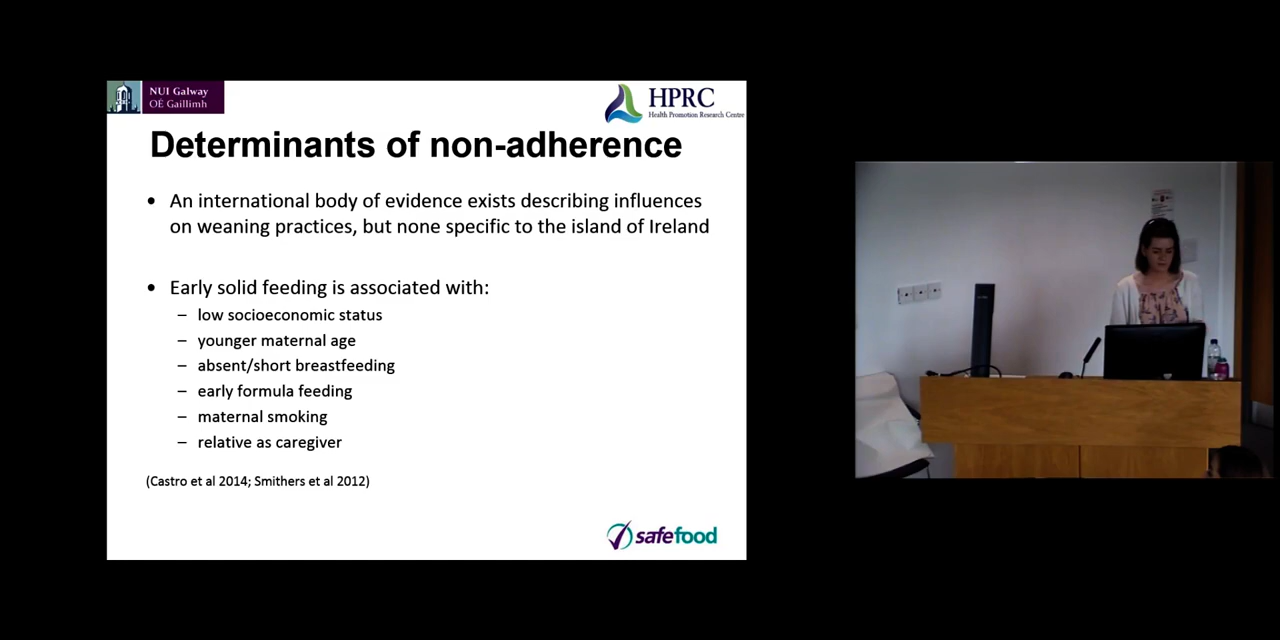 NUI Galway
OÉ Gaillimh
HPRC
Health Promotion Research Centre
Determinants of non-adherence
• An international body of evidence exists describing influences
on weaning practices, but none specific to the island of Ireland
• Early solid feeding is associated with:
– low socioeconomic status
– younger maternal age
– absent/short breastfeeding
– early formula feeding
– maternal smoking
– relative as caregiver
(Castro et al 2014; Smithers et al 2012)
safefood